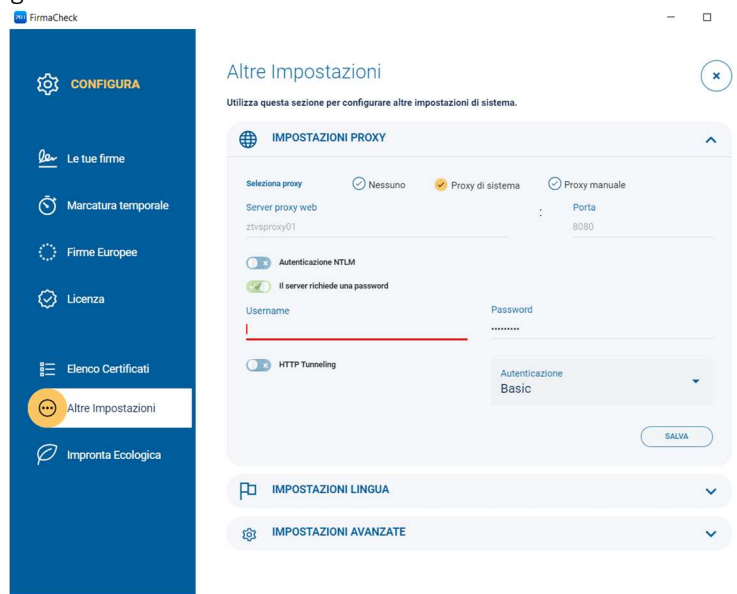 FirmaCheck
CONFIGURA
Le tue firme
Marcatura temporale
Firme Europee
Licenza
Elenco Certificati
Altre Impostazioni
Impronta Ecologica
Altre Impostazioni
Utilizza questa sezione per configurare altre impostazioni di sistema.
IMPOSTAZIONI PROXY
Seleziona proxy Nessuno Proxy di sistema Proxy manuale
Server proxy web : Porta
ztvsproxy01 8080
Autenticazione NTLM
Il server richiede una password
Username Password
•••••••••
HTTP Tunneling
Autenticazione
Basic
SALVA
IMPOSTAZIONI LINGUA
IMPOSTAZIONI AVANZATE